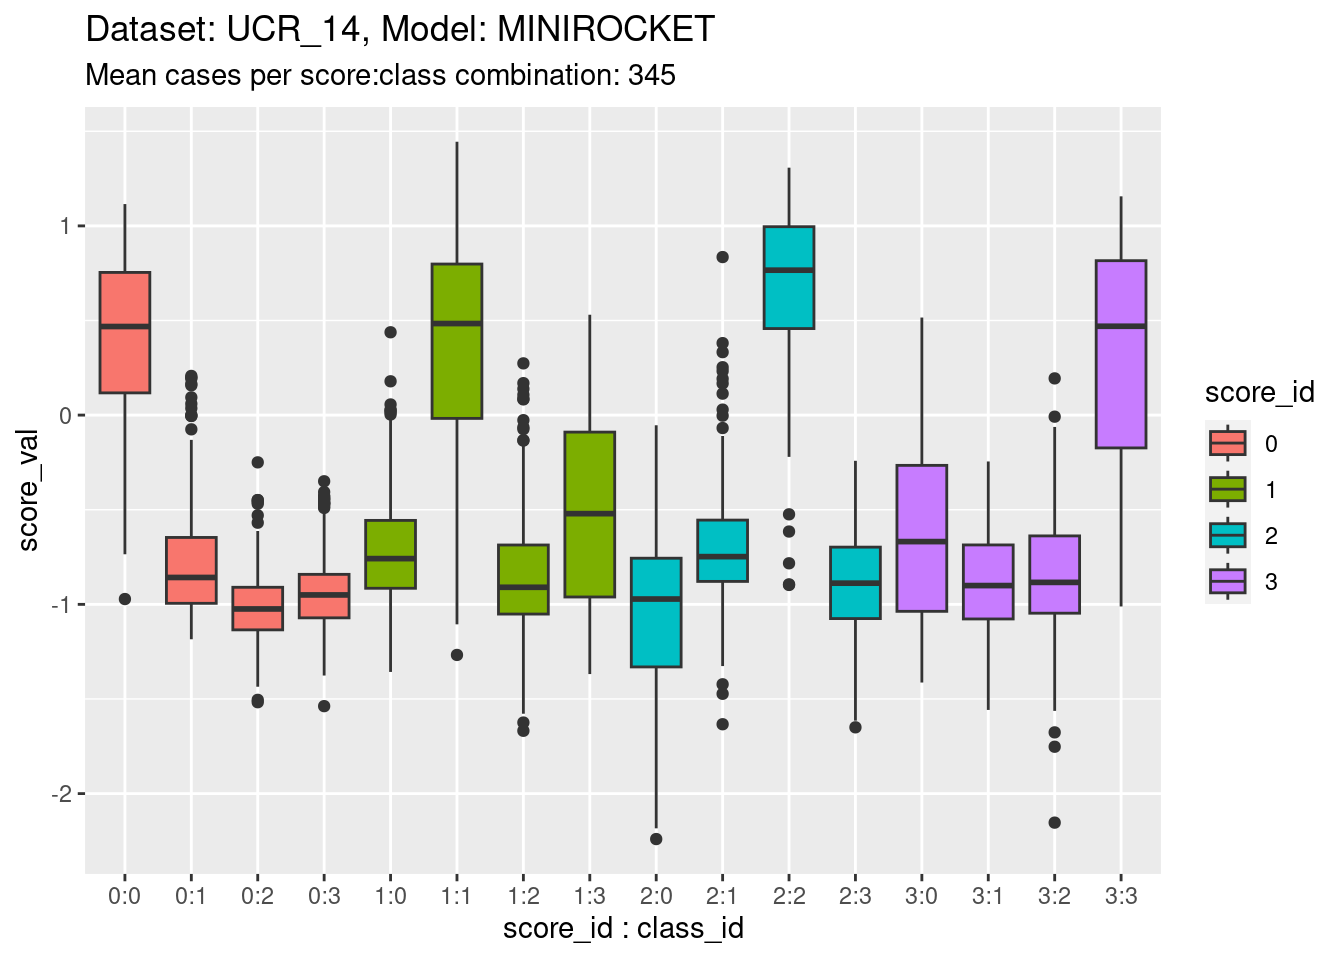 Dataset: UCR_14, Model: MINIROCKET
Mean cases per score:class combination: 345
score_val
1
0
-1
-2
0:0 0:1 0:2 0:3 1:0 1:1 1:2 1:3 2:0 2:1 2:2 2:3 3:0 3:1 3:2 3:3
score_id : class_id
score_id
0
1
2
3